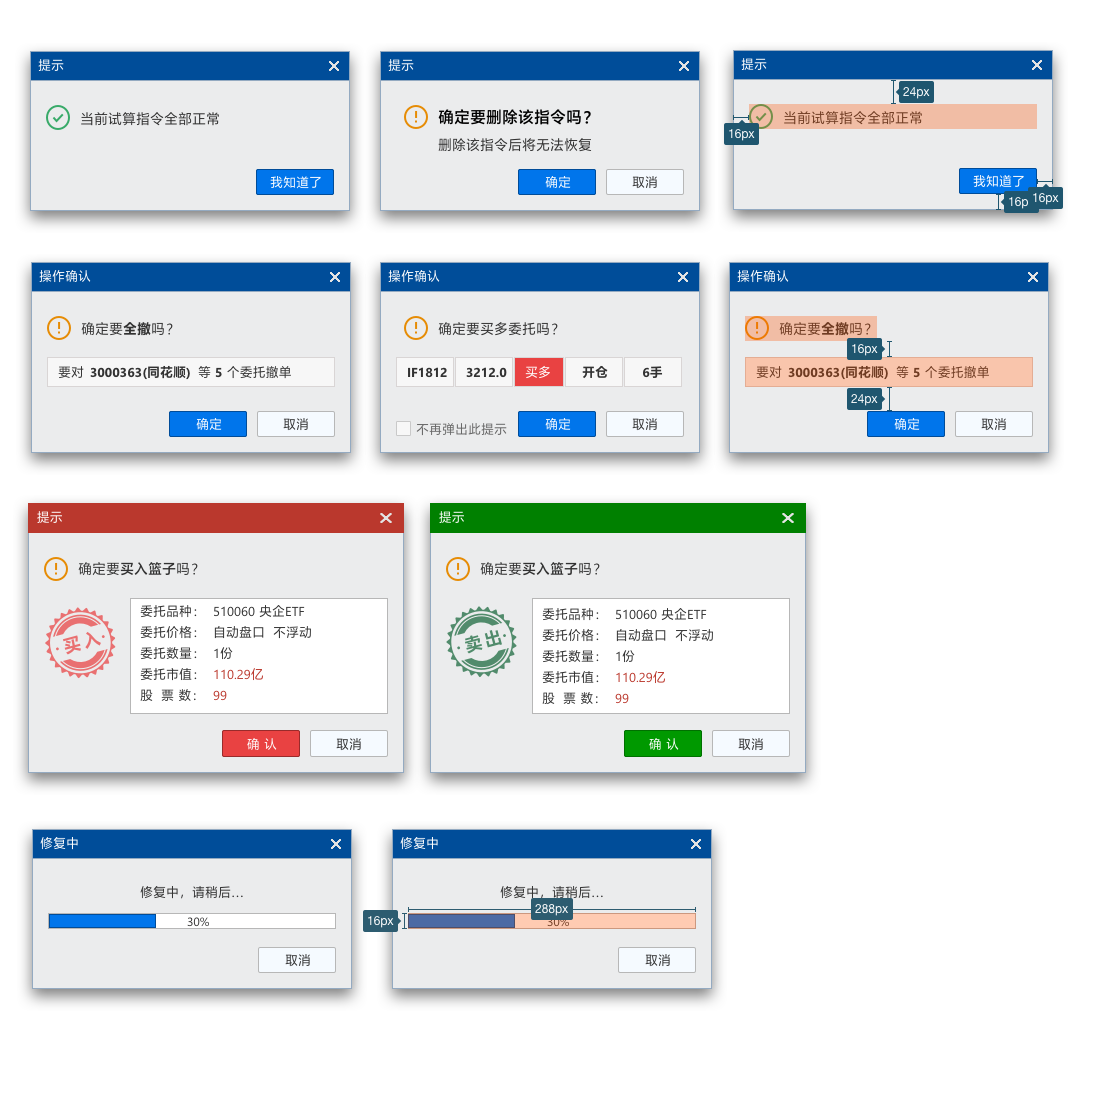 提示
当前试算指令全部正常
我知道了
提示
确定要删除该指令吗?
删除该指令后将无法恢复
确定
取消
提示
24px
当前试算指令全部正常
16px
我知道了
16p
16px
操作确认
确定要全撤吗?
要对 3000363(同花顺) 等 5 个委托撤单
确定
取消
操作确认
确定要买多委托吗?
IF1812
3212.0
买多
开仓
6手
不再弹出此提示
确定
取消
操作确认
确定要全撤吗?
16px
要对 3000363(同花顺) 等 5 个委托撤单
24px
确定
取消
提示
确定要买入篮子吗?
·买入·
委托品种: 510060 央企ETF
委托价格: 自动盘口 不浮动
委托数量: 1份
委托市值: 110.29亿
股 票 数: 99
确 认
取消
提示
确定要买入篮子吗?
·卖出·
委托品种: 510060 央企ETF
委托价格: 自动盘口 不浮动
委托数量: 1份
委托市值: 110.29亿
股 票 数: 99
确 认
取消
修复中
修复中，请稍后...
30%
取消
修复中
修复中，请稍后...
288px
16px
30%
取消